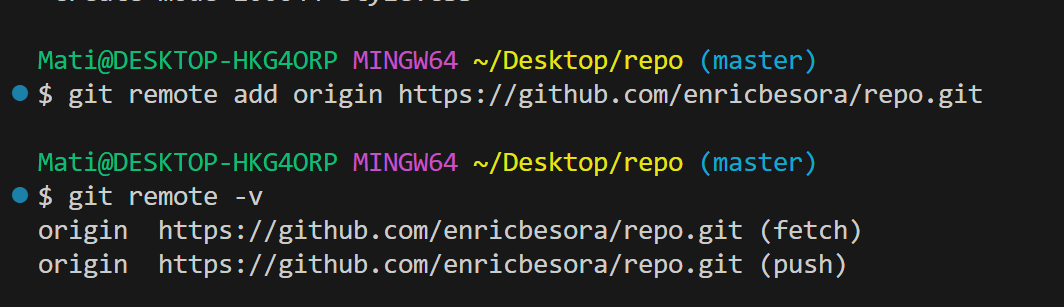 Mati@DESKTOP-HKG4ORP MINGW64 ~/Desktop/repo (master)
$ git remote add origin https://github.com/enricbesora/repo.git
Mati@DESKTOP-HKG4ORP MINGW64 ~/Desktop/repo (master)
$ git remote -v
origin  https://github.com/enricbesora/repo.git (fetch)
origin  https://github.com/enricbesora/repo.git (push)